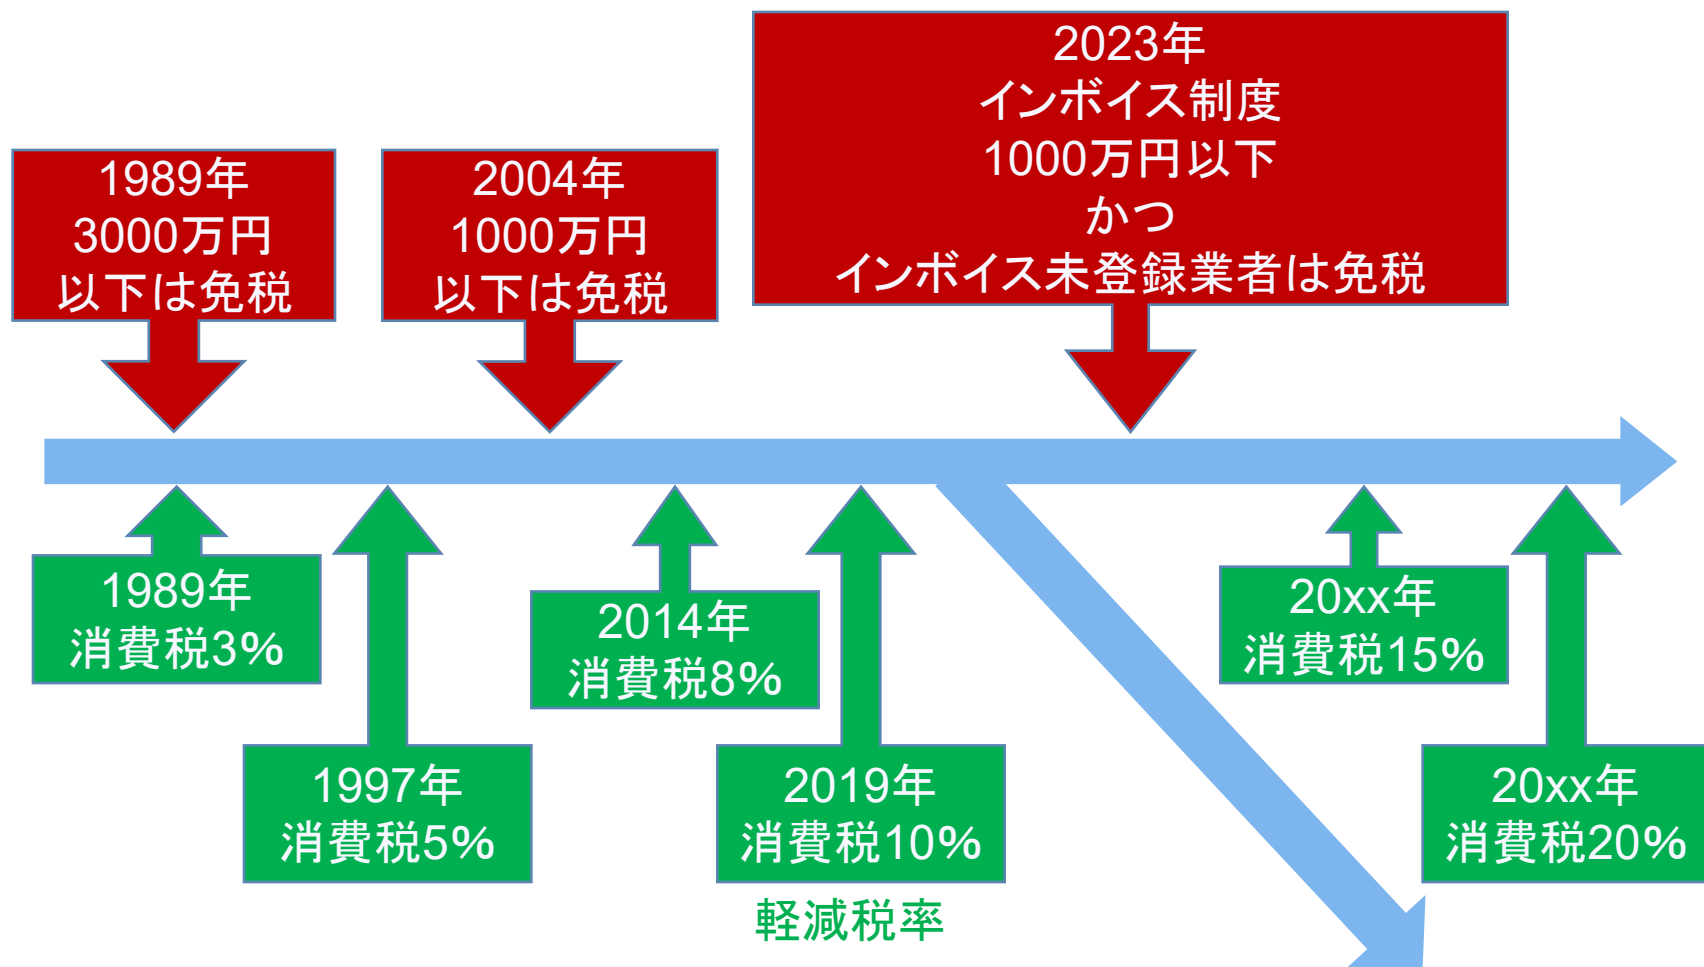 2023年
インボイス制度
1000万円以下
かつ
インボイス未登録業者は免税
1989年
3000万円
以下は免税
2004年
1000万円
以下は免税
1989年
消費税3%
1997年
消費税5%
2014年
消費税8%
2019年
消費税10%
軽減税率
20xx年
消費税15%
20xx年
消費税20%